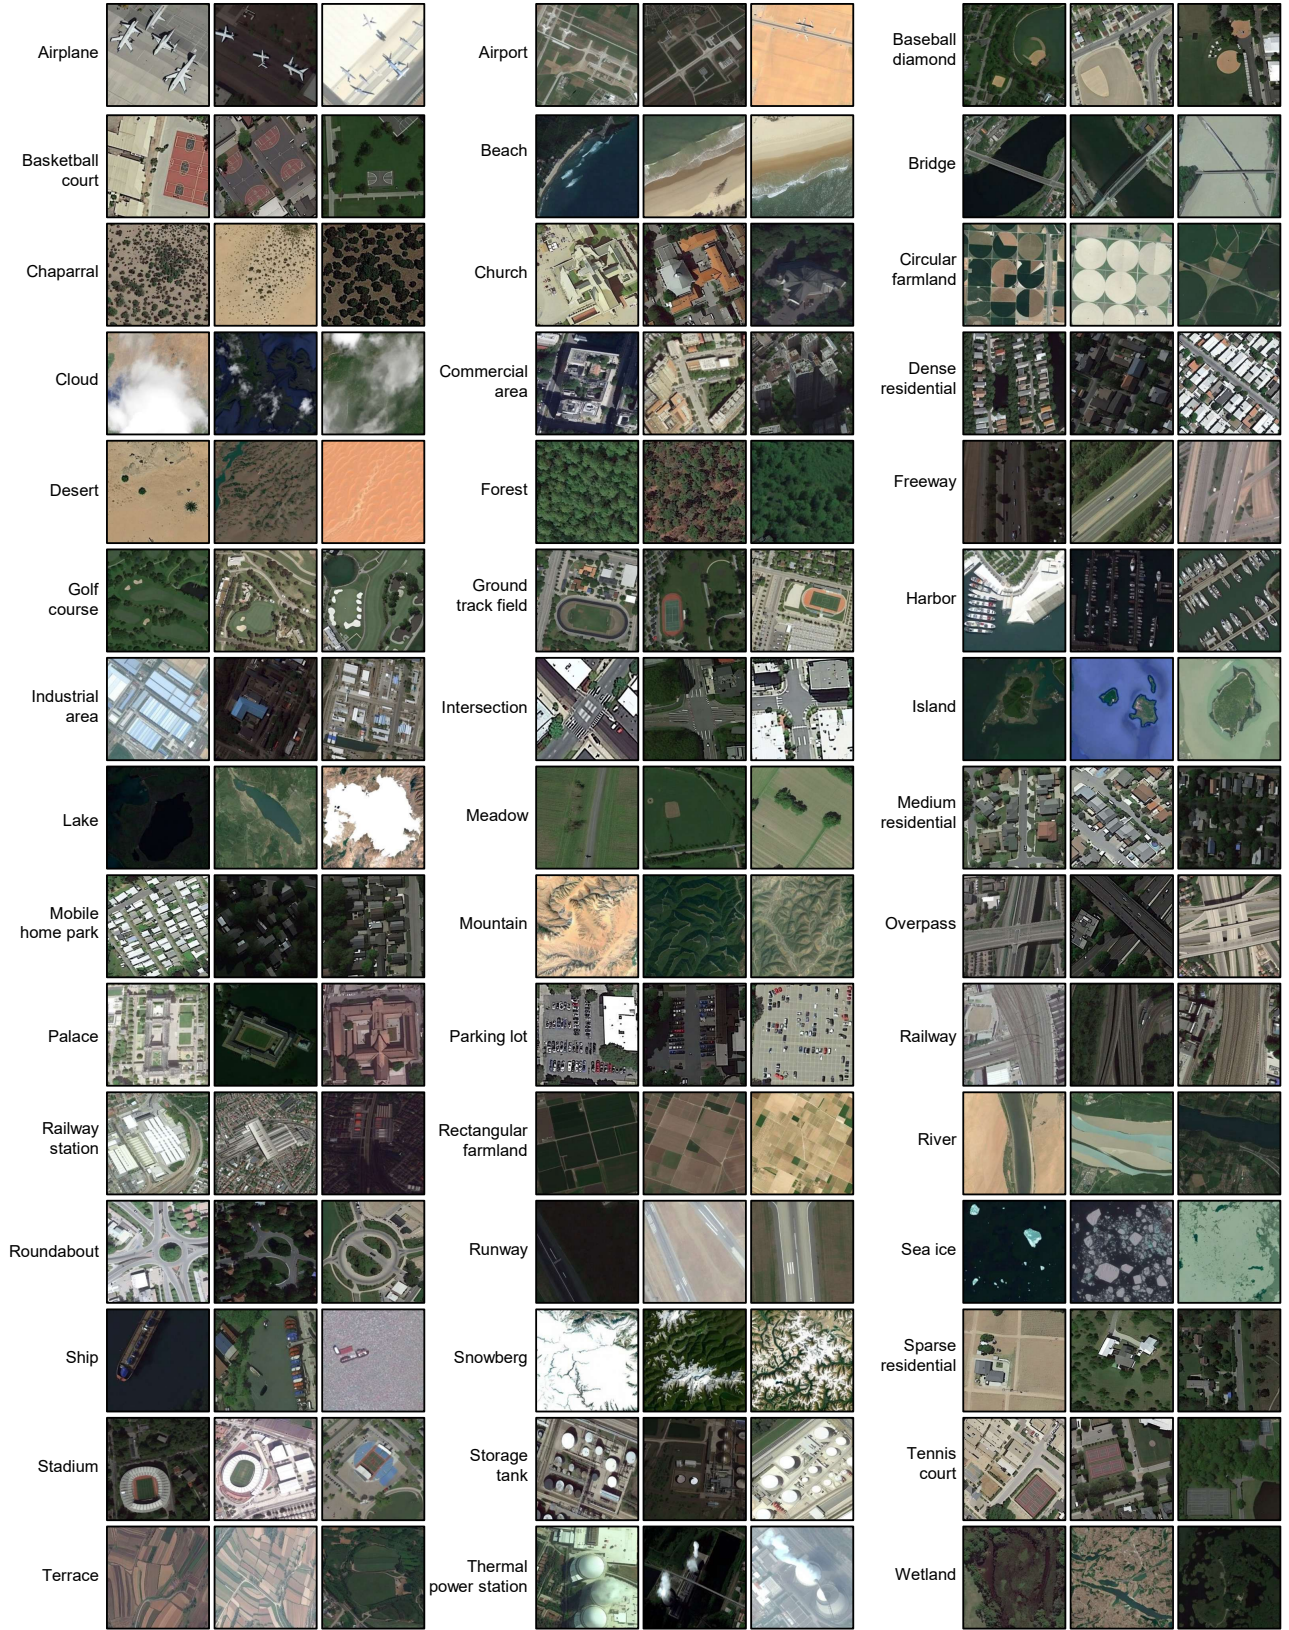 Airplane
Airport
Baseball
diamond
Basketball
court
Beach
Bridge
Chaparral
Church
Circular
farmland
Cloud
Commercial
area
Dense
residential
Desert
Forest
Freeway
Golf
course
Ground
track field
Harbor
Industrial
area
Intersection
Island
Lake
Meadow
Medium
residential
Mobile
home park
Mountain
Overpass
Palace
Parking lot
Railway
Railway
station
Rectangular
farmland
River
Roundabout
Runway
Sea ice
Ship
Snowberg
Sparse
residential
Stadium
Storage
tank
Tennis
court
Terrace
Thermal
power station
Wetland